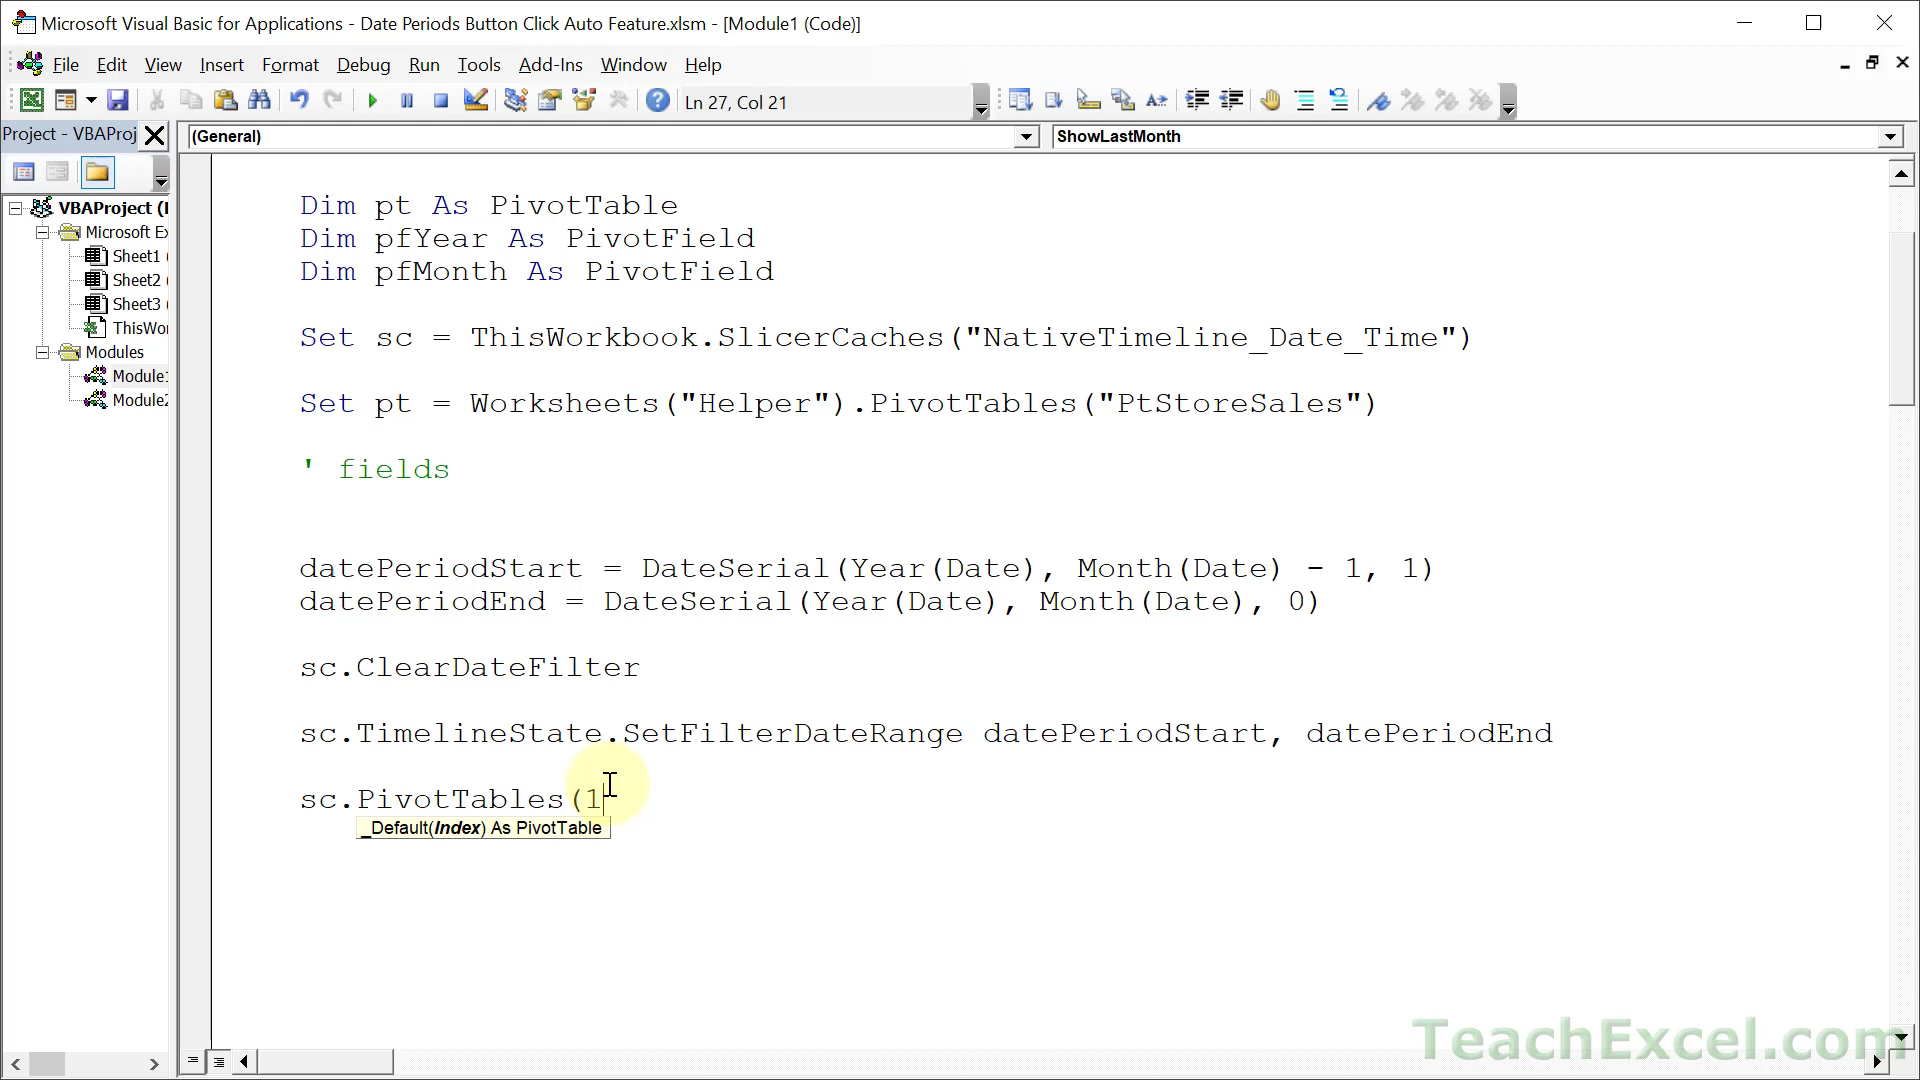 Microsoft Visual Basic for Applications - Date Periods Button Click Auto Feature.xlsm - [Module1 (Code)]
File Edit View Insert Format Debug Run Tools Add-Ins Window Help
Ln 27, Col 21
Project - VBAProj
(General) ShowLastMonth
VBAProject (
Microsoft Ex
Sheet1 (
Sheet2 (
Sheet3 (
ThisWor
Modules
Module1
Module2
Dim pt As PivotTable
Dim pfYear As PivotField
Dim pfMonth As PivotField
Set sc = ThisWorkbook.SlicerCaches("NativeTimeline_Date_Time")
Set pt = Worksheets("Helper").PivotTables("PtStoreSales")
' fields
datePeriodStart = DateSerial(Year(Date), Month(Date) - 1, 1)
datePeriodEnd = DateSerial(Year(Date), Month(Date), 0)
sc.ClearDateFilter
sc.TimelineState.SetFilterDateRange datePeriodStart, datePeriodEnd
sc.PivotTables(1
_Default(Index) As PivotTable
TeachExcel.com